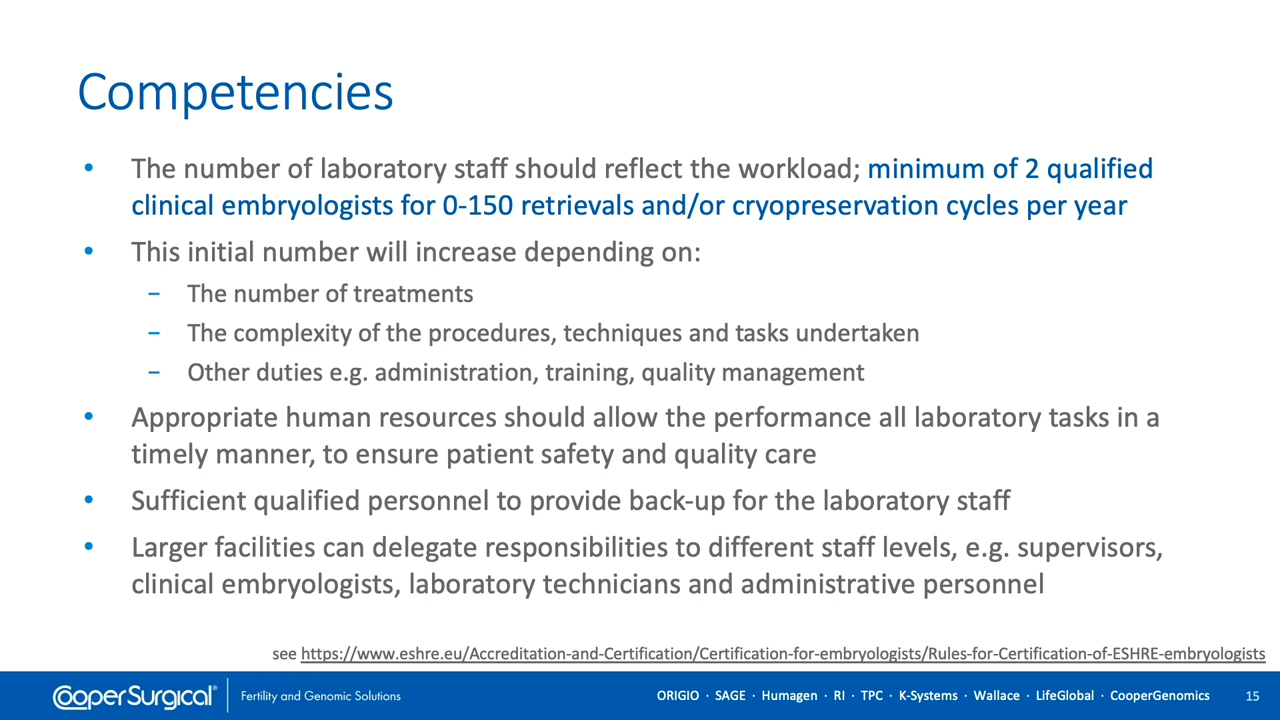 Competencies
• The number of laboratory staff should reflect the workload; minimum of 2 qualified
clinical embryologists for 0-150 retrievals and/or cryopreservation cycles per year
• This initial number will increase depending on:
− The number of treatments
− The complexity of the procedures, techniques and tasks undertaken
− Other duties e.g. administration, training, quality management
• Appropriate human resources should allow the performance all laboratory tasks in a
timely manner, to ensure patient safety and quality care
• Sufficient qualified personnel to provide back-up for the laboratory staff
• Larger facilities can delegate responsibilities to different staff levels, e.g. supervisors,
clinical embryologists, laboratory technicians and administrative personnel
see https://www.eshre.eu/Accreditation-and-Certification/Certification-for-embryologists/Rules-for-Certification-of-ESHRE-embryologists
CooperSurgical® Fertility and Genomic Solutions ORIGIO · SAGE · Humagen · RI · TPC · K-Systems · Wallace · LifeGlobal · CooperGenomics 15